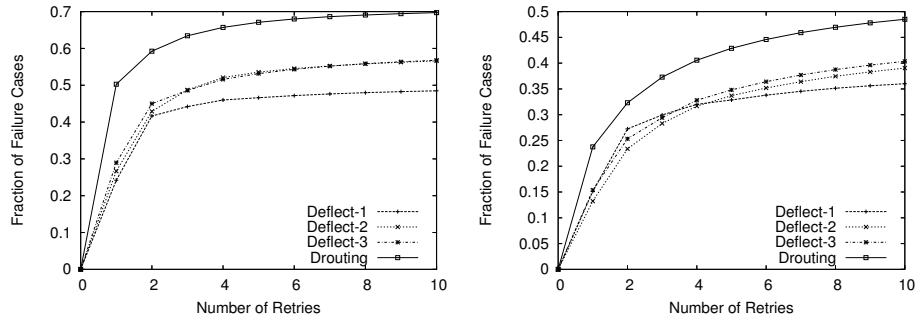 Fraction of Failure Cases
0.7
0.6
0.5
0.4
0.3
0.2
0.1
0
Deflect-1
Deflect-2
Deflect-3
Drouting
0 2 4 6 8 10
Number of Retries
Fraction of Failure Cases
0.5
0.45
0.4
0.35
0.3
0.25
0.2
0.15
0.1
0.05
0
Deflect-1
Deflect-2
Deflect-3
Drouting
0 2 4 6 8 10
Number of Retries